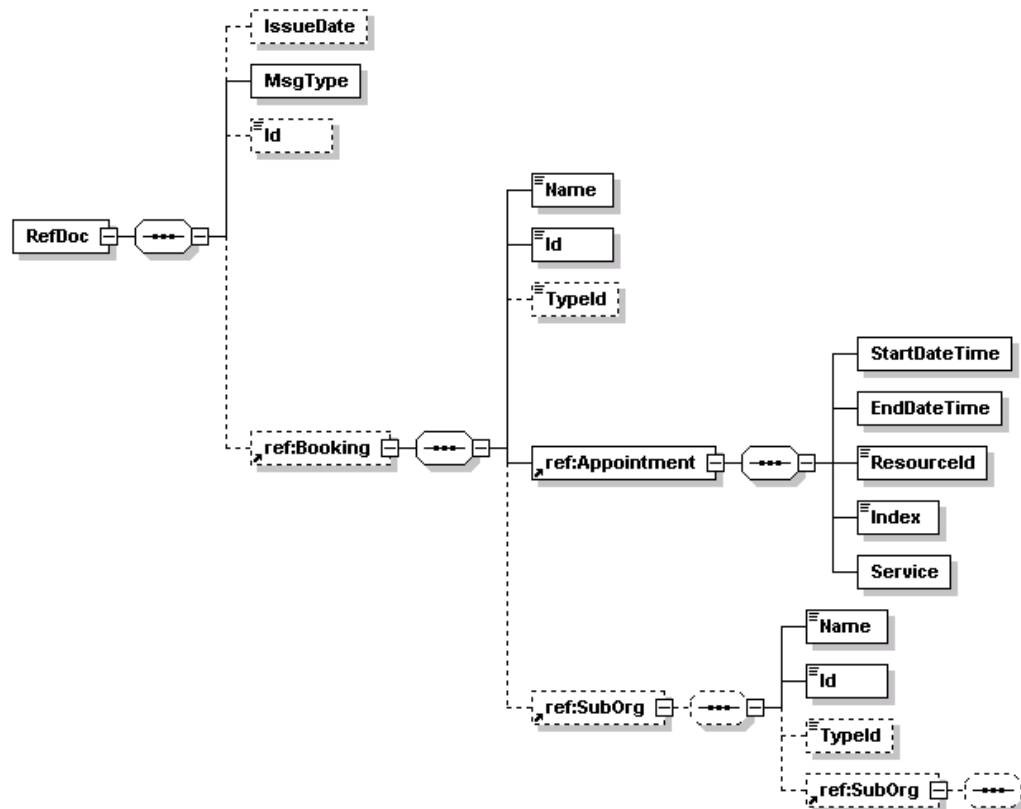 IssueDate
MsgType
Id
RefDoc
ref:Booking
Name
Id
TypeId
ref:Appointment
StartDateTime
EndDateTime
ResourceId
Index
Service
ref:SubOrg
Name
Id
TypeId
ref:SubOrg